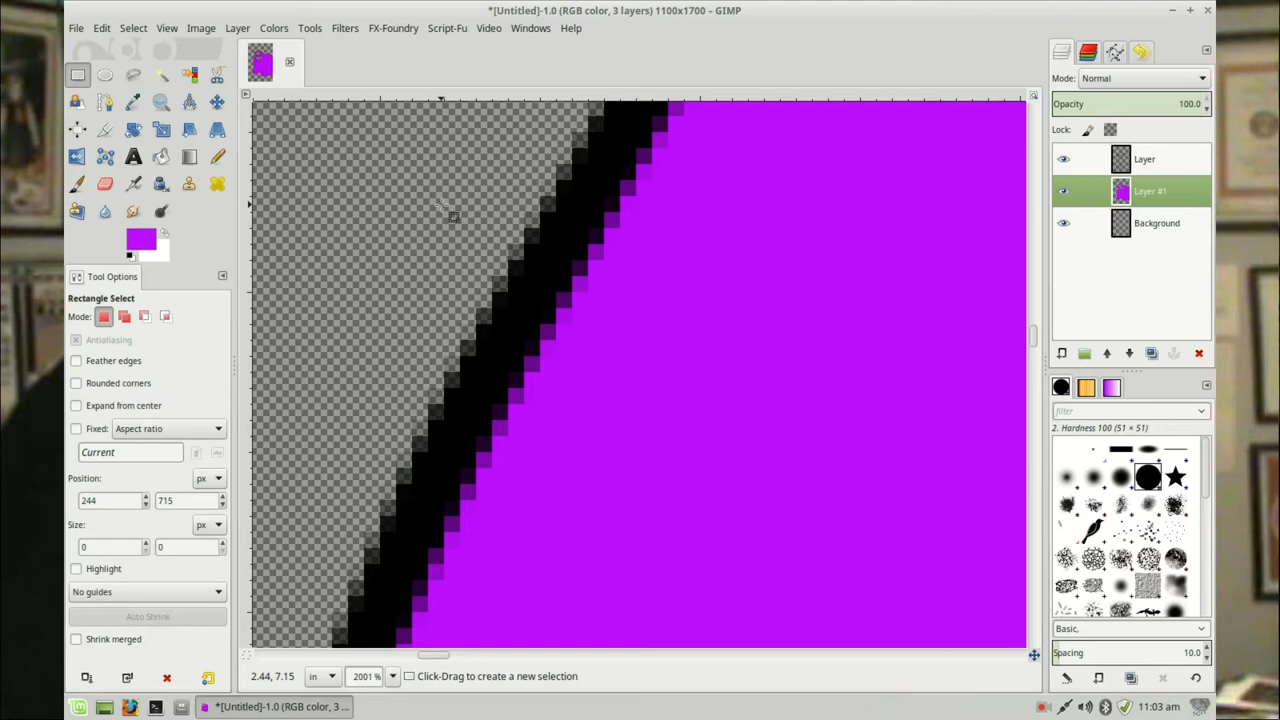 *[Untitled]-1.0 (RGB color, 3 layers) 1100x1700 – GIMP
File Edit Select View Image Layer Colors Tools Filters FX-Foundry Script-Fu Video Windows Help
Mode: Normal
Opacity 100.0
Lock:
Layer
Layer #1
Background
Tool Options
Rectangle Select
Mode:
Antialiasing
Feather edges
Rounded corners
Expand from center
Fixed: Aspect ratio
Current
Position: px
244 715
Size: px
0 0
Highlight
No guides
Auto Shrink
Shrink merged
filter
2. Hardness 100 (51 × 51)
Basic,
Spacing 10.0
2.44, 7.15 in 2001% Click-Drag to create a new selection
*[Untitled]-1.0 (RGB color, 3 ...
11:03 am